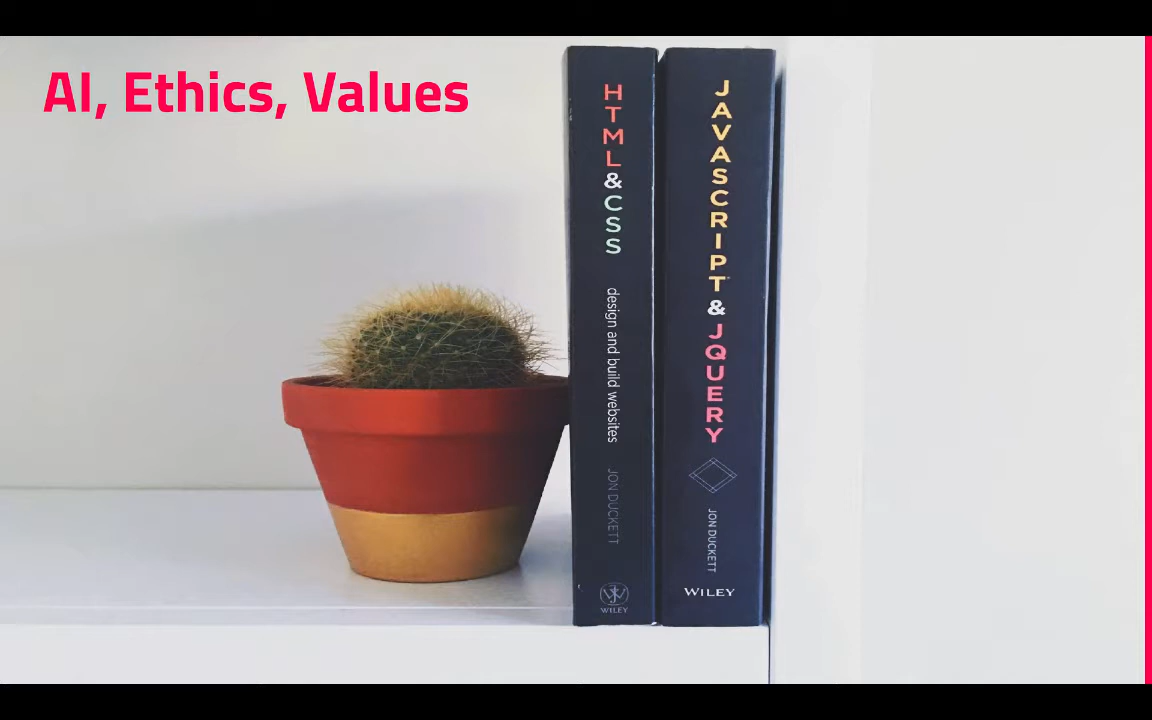 AI, Ethics, Values
HTML&CSS
design and build websites
JON DUCKETT
WILEY
JAVASCRIPT & JQUERY
JON DUCKETT
WILEY